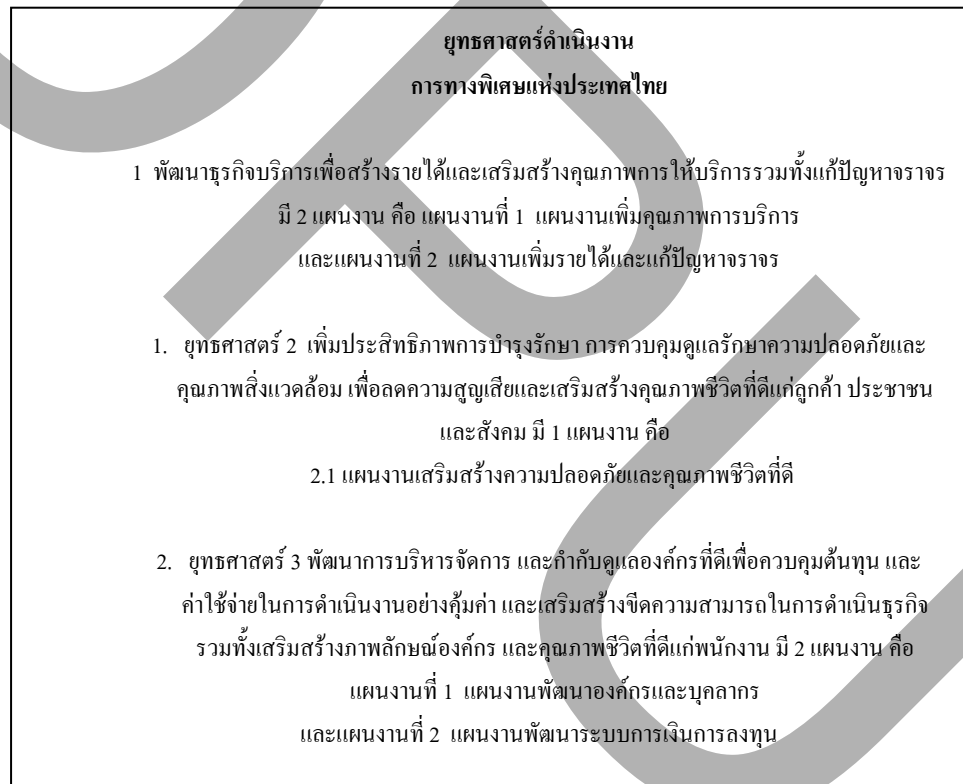 ยุทธศาสตร์ดำเนินงาน
การทางพิเศษแห่งประเทศไทย
1 พัฒนาธุรกิจบริการเพื่อสร้างรายได้และเสริมสร้างคุณภาพการให้บริการรวมทั้งแก้ปัญหาจราจร
มี 2 แผนงาน คือ แผนงานที่ 1 แผนงานเพิ่มคุณภาพการบริการ
และแผนงานที่ 2 แผนงานเพิ่มรายได้และแก้ปัญหาจราจร
1. ยุทธศาสตร์ 2 เพิ่มประสิทธิภาพการบำรุงรักษา การควบคุมดูแลรักษาความปลอดภัยและ
คุณภาพสิ่งแวดล้อม เพื่อลดความสูญเสียและเสริมสร้างคุณภาพชีวิตที่ดีแก่ลูกค้า ประชาชน
และสังคม มี 1 แผนงาน คือ
2.1 แผนงานเสริมสร้างความปลอดภัยและคุณภาพชีวิตที่ดี
2. ยุทธศาสตร์ 3 พัฒนาการบริหารจัดการ และกำกับดูแลองค์กรที่ดีเพื่อควบคุมต้นทุน และ
ค่าใช้จ่ายในการดำเนินงานอย่างคุ้มค่า และเสริมสร้างขีดความสามารถในการดำเนินธุรกิจ
รวมทั้งเสริมสร้างภาพลักษณ์องค์กร และคุณภาพชีวิตที่ดีแก่พนักงาน มี 2 แผนงาน คือ
แผนงานที่ 1 แผนงานพัฒนาองค์กรและบุคลากร
และแผนงานที่ 2 แผนงานพัฒนาระบบการเงินการลงทุน